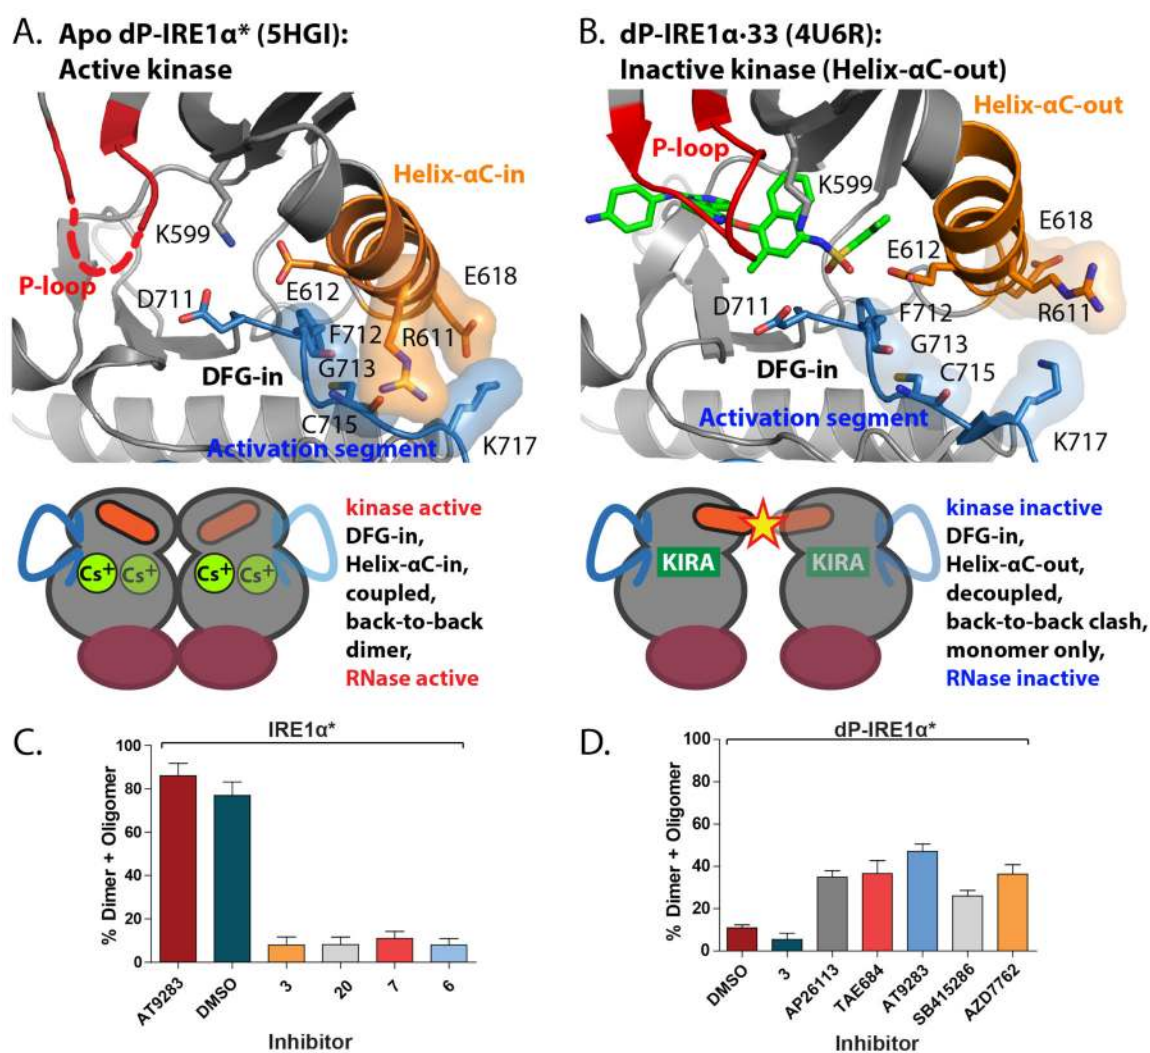 A. Apo dP-IRE1α* (5HGI):
Active kinase
Helix-αC-in
K599
P-loop
E618
D711
E612
F712
R611
G713
DFG-in
C715
Activation segment
K717
Cs+ Cs+ Cs+ Cs+
kinase active
DFG-in,
Helix-αC-in,
coupled,
back-to-back
dimer,
RNase active
B. dP-IRE1α·33 (4U6R):
Inactive kinase (Helix-αC-out)
Helix-αC-out
P-loop
K599
E618
E612
D711
F712
R611
G713
DFG-in
C715
Activation segment
K717
KIRA KIRA
kinase inactive
DFG-in,
Helix-αC-out,
decoupled,
back-to-back clash,
monomer only,
RNase inactive
C.
IRE1α*
% Dimer + Oligomer
100
80
60
40
20
0
AT9283 DMSO 3 20 7 6
Inhibitor
D.
dP-IRE1α*
% Dimer + Oligomer
100
80
60
40
20
0
DMSO 3 AP26113 TAE684 AT9283 SB415286 AZD7762
Inhibitor